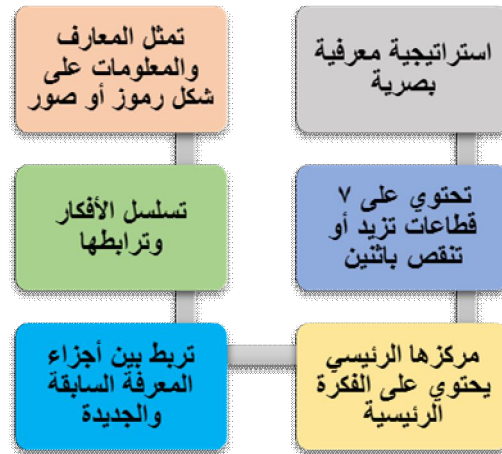 استراتيجية معرفية
بصرية
تحتوي على ٧
قطاعات تزيد أو
تنقص باثنين
مركزها الرئيسي
يحتوي على الفكرة
الرئيسية
تربط بين أجزاء
المعرفة السابقة
والجديدة
تسلسل الأفكار
وترابطها
تمثل المعارف
والمعلومات على
شكل رموز أو صور